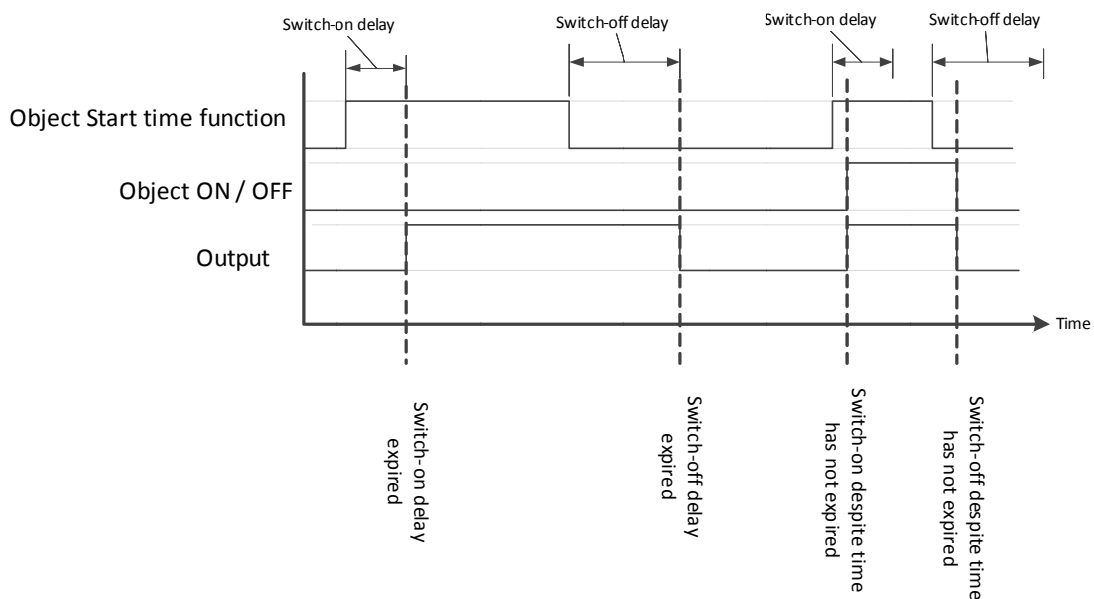 Switch-on delay
Switch-off delay
Switch-on delay
Switch-off delay
Object Start time function
Object ON / OFF
Output
Time
Switch-on delay
expired
Switch-off delay
expired
Switch-on despite time
has not expired
Switch-off despite time
has not expired